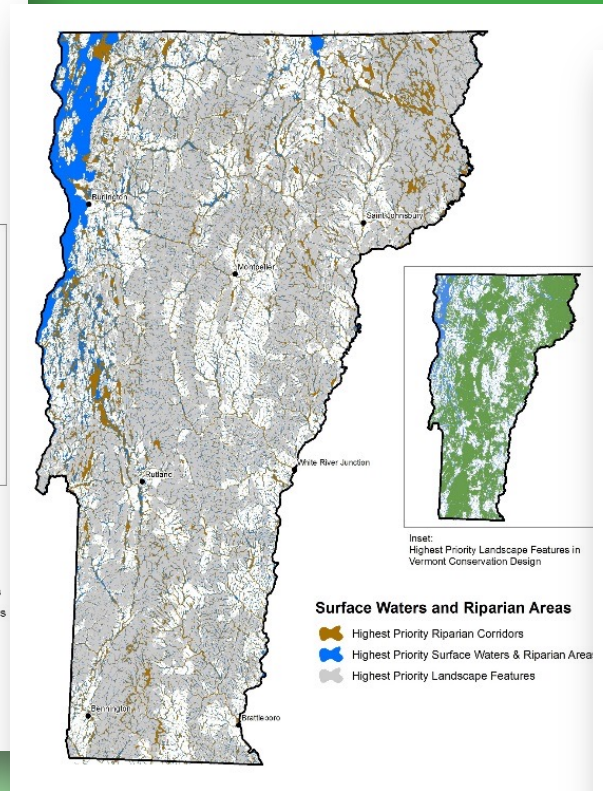 Burlington
Saint Johnsbury
Montpelier
White River Junction
Rutland
Inset:
Highest Priority Landscape Features in
Vermont Conservation Design
Surface Waters and Riparian Areas
Highest Priority Riparian Corridors
Highest Priority Surface Waters & Riparian Areas
Highest Priority Landscape Features
Bennington
Brattleboro
s
s